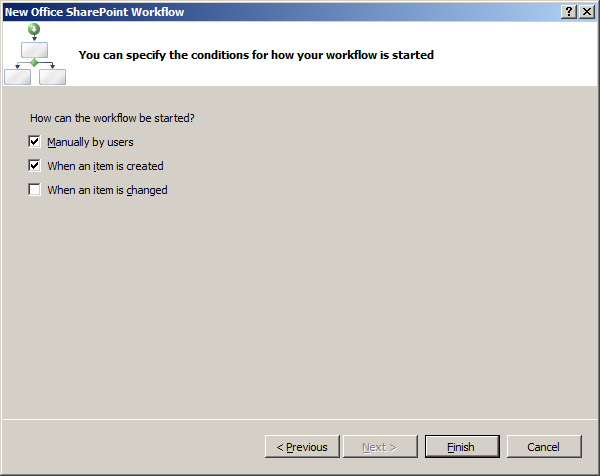 New Office SharePoint Workflow
You can specify the conditions for how your workflow is started
How can the workflow be started?
Manually by users
When an item is created
When an item is changed
< Previous Next > Finish Cancel